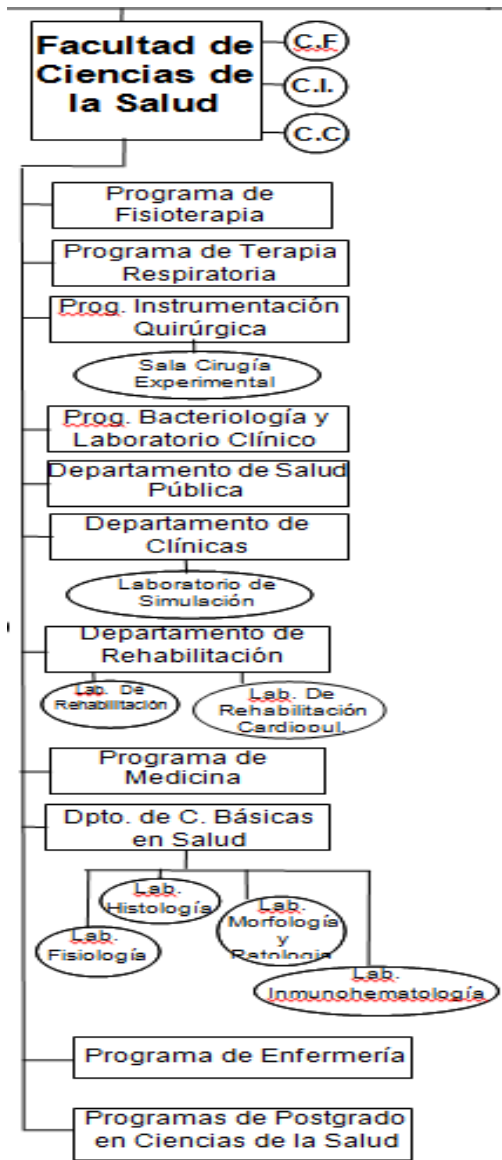 Facultad de
Ciencias de
la Salud
C.F
C.I.
C.C
Programa de
Fisioterapia
Programa de Terapia
Respiratoria
Prog. Instrumentación
Quirúrgica
Sala Cirugía
Experimental
Prog. Bacteriología y
Laboratorio Clínico
Departamento de Salud
Pública
Departamento de
Clínicas
Laboratorio de
Simulación
Departamento de
Rehabilitación
Lab. De
Rehabilitación
Lab. De
Rehabilitación
Cardiopul.
Programa de
Medicina
Dpto. de C. Básicas
en Salud
Lab.
Histología
Lab.
Fisiología
Lab.
Morfología
y
Patologia
Lab.
Inmunohematología
Programa de Enfermería
Programas de Postgrado
en Ciencias de la Salud